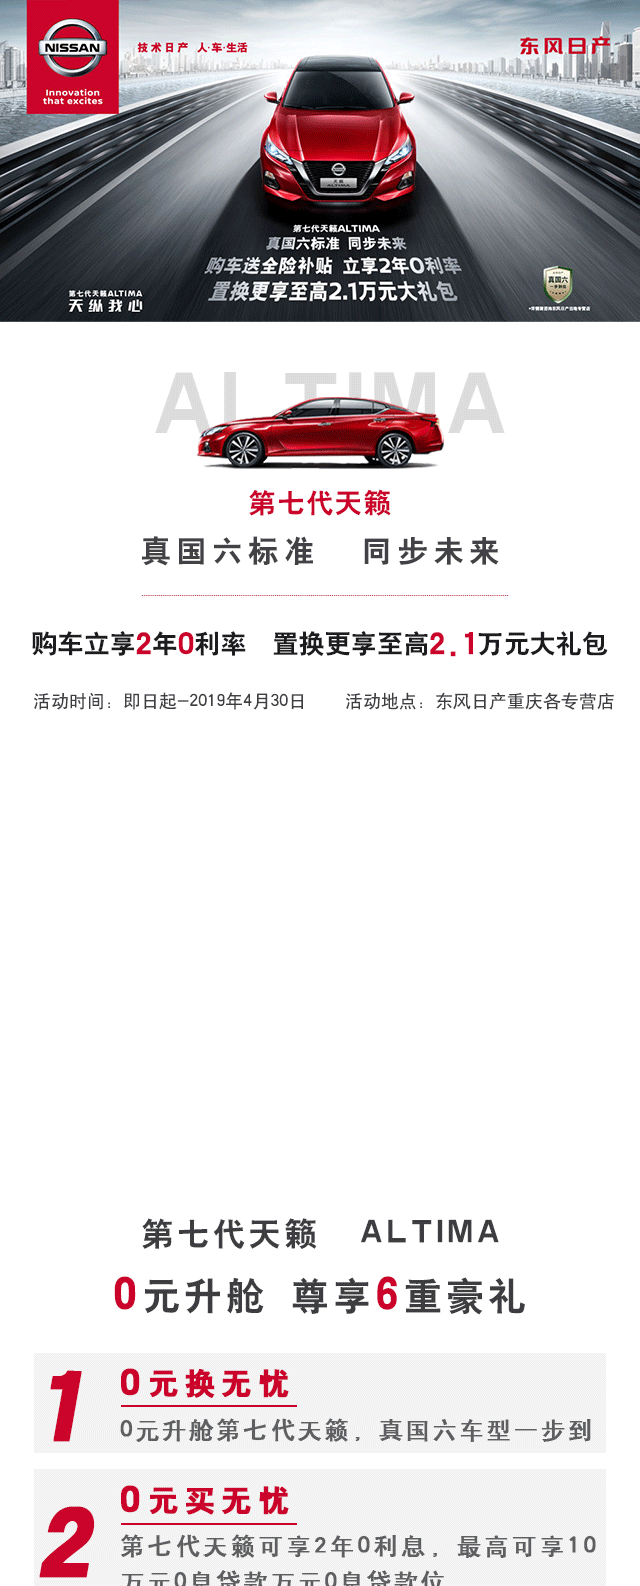 NISSAN
Innovation
that excites
技术日产 人·车·生活
东风日产
第七代天籁ALTIMA
真国六标准 同步未来
购车送全险补贴 立享2年0利率
置换更享至高2.1万元大礼包
第七代天籁ALTIMA
天纵我心
真国六
ALTIMA
第七代天籁
真国六标准 同步未来
购车立享2年0利率 置换更享至高2.1万元大礼包
活动时间：即日起-2019年4月30日 活动地点：东风日产重庆各专营店
第七代天籁 ALTIMA
0元升舱 尊享6重豪礼
1
0元换无忧
0元升舱第七代天籁，真国六车型一步到
2
0元买无忧
第七代天籁可享2年0利息，最高可享10
万元0息贷款万元0息贷款位